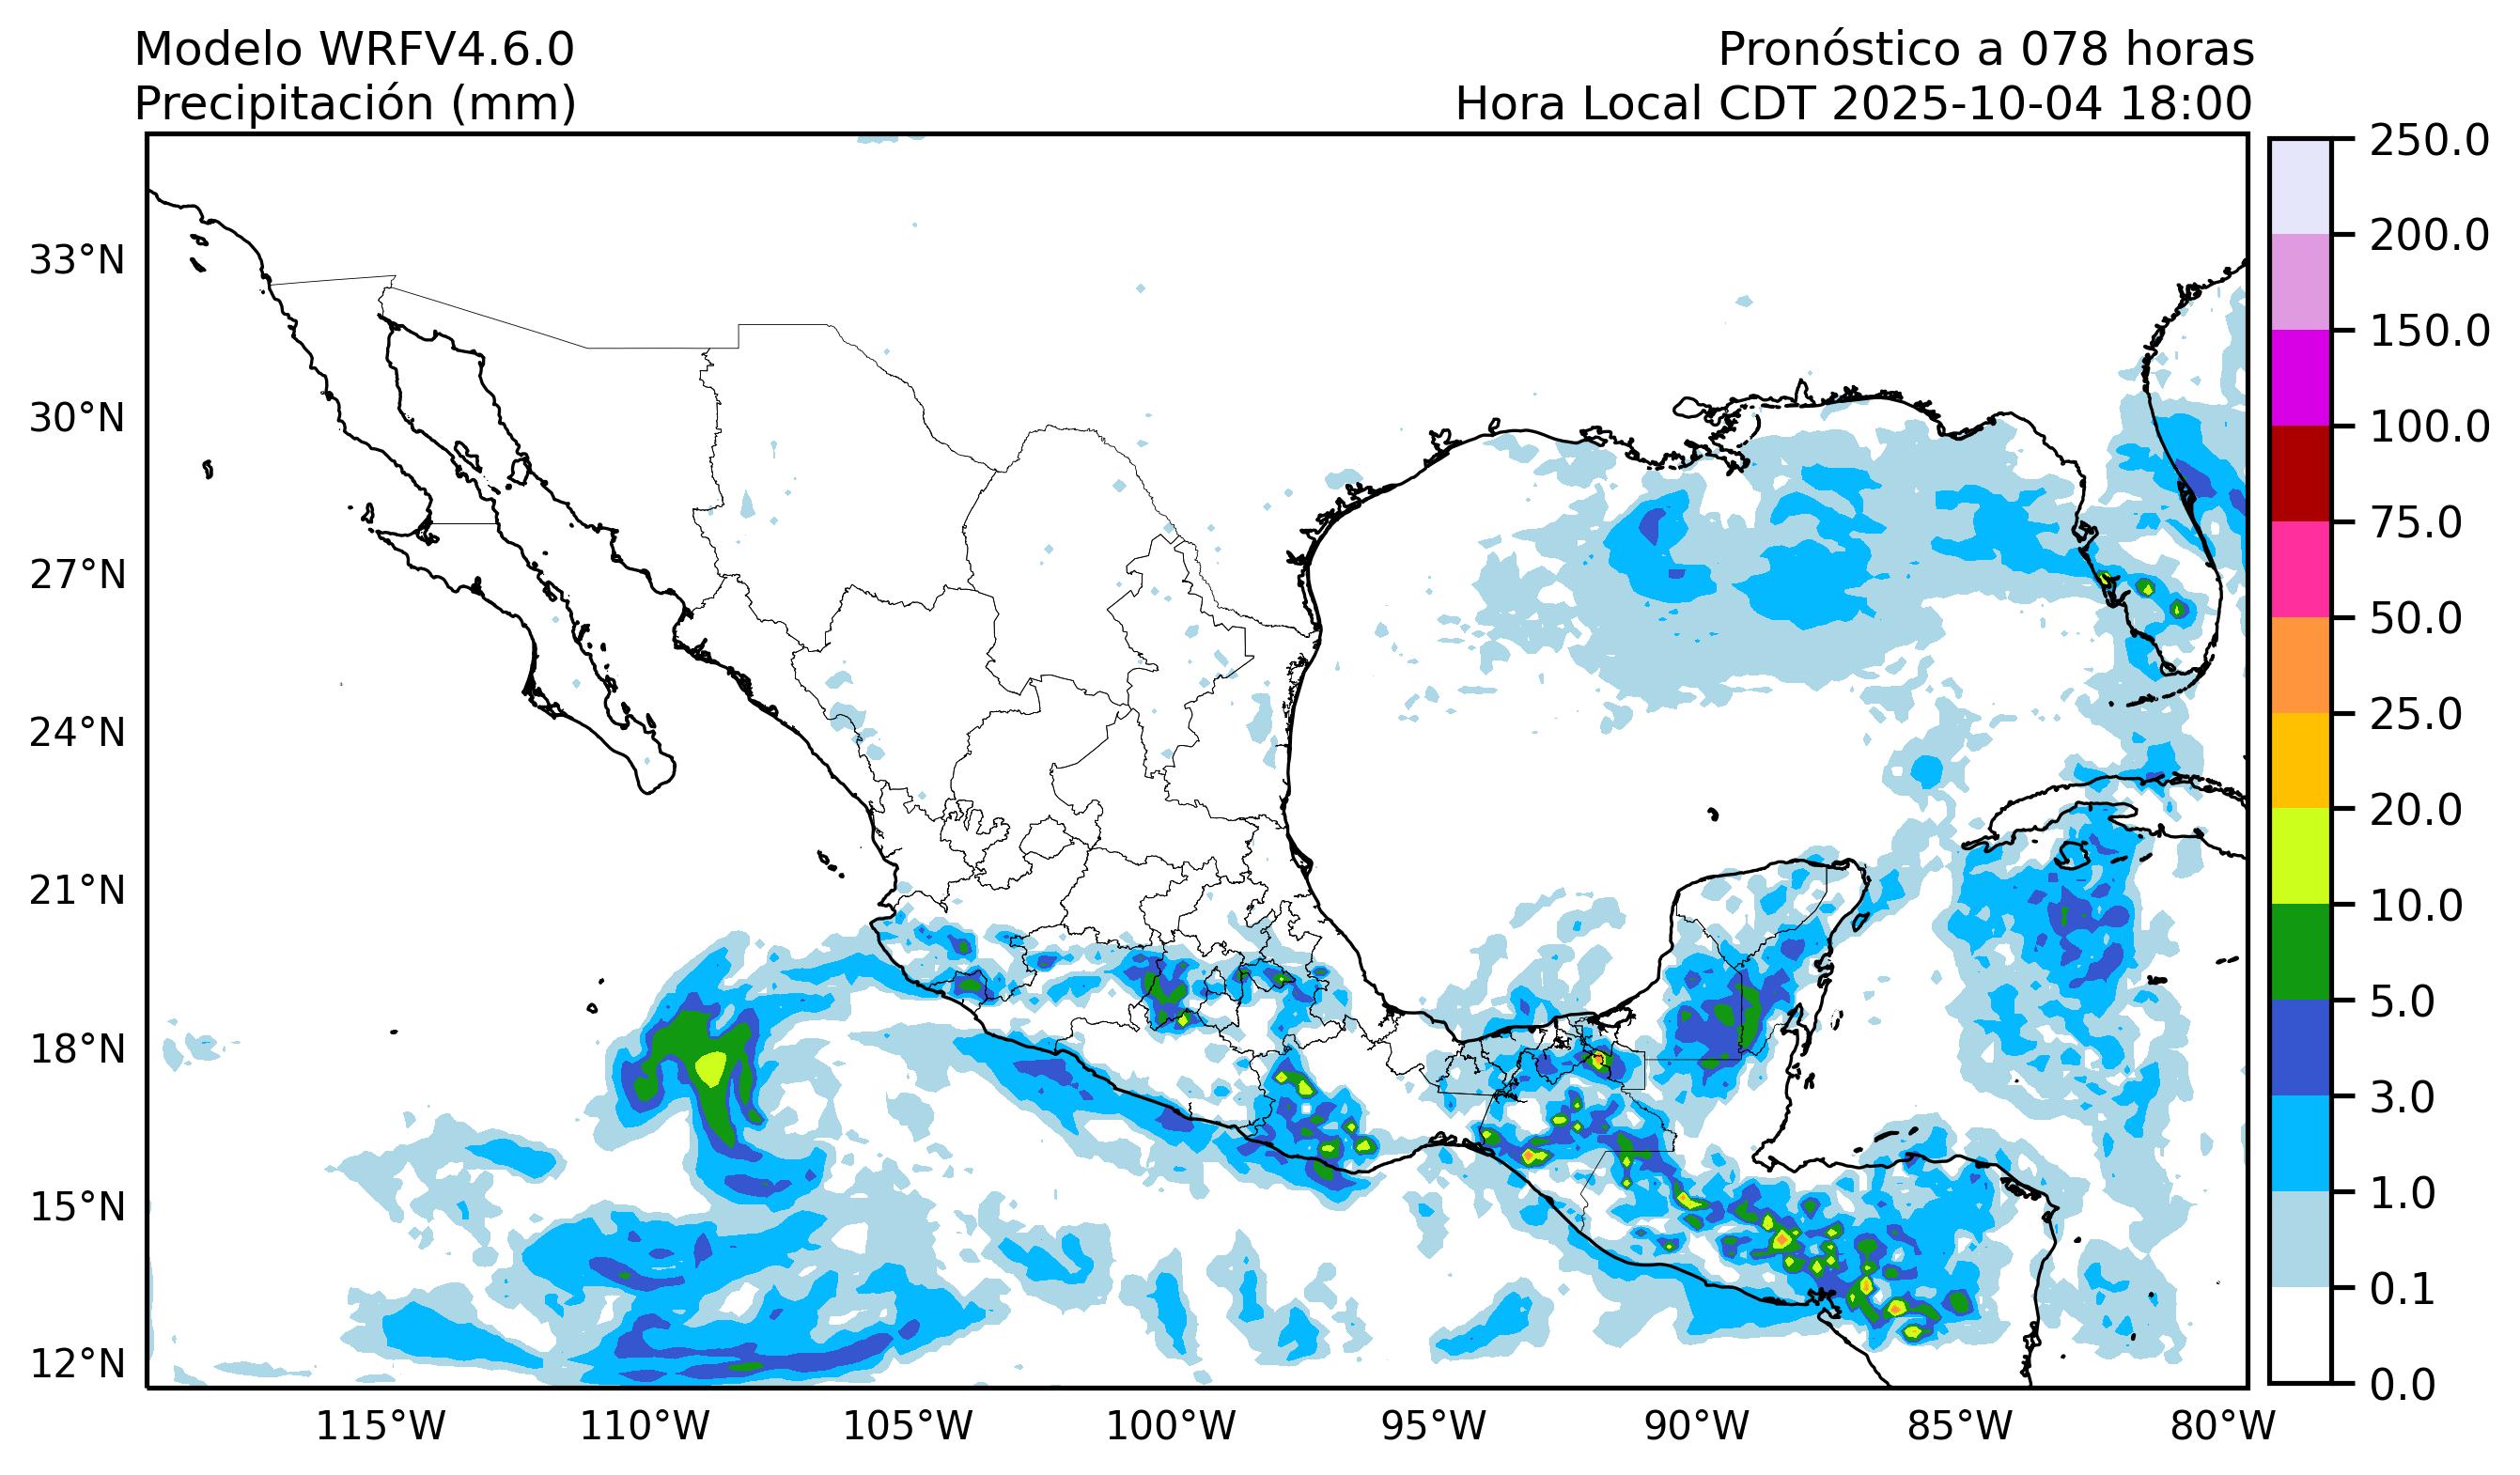 Modelo WRFV4.6.0
Precipitación (mm)
Pronóstico a 078 horas
Hora Local CDT 2025-10-04 18:00
33°N
30°N
27°N
24°N
21°N
18°N
15°N
12°N
115°W
110°W
105°W
100°W
95°W
90°W
85°W
80°W
250.0
200.0
150.0
100.0
75.0
50.0
25.0
20.0
10.0
5.0
3.0
1.0
0.1
0.0